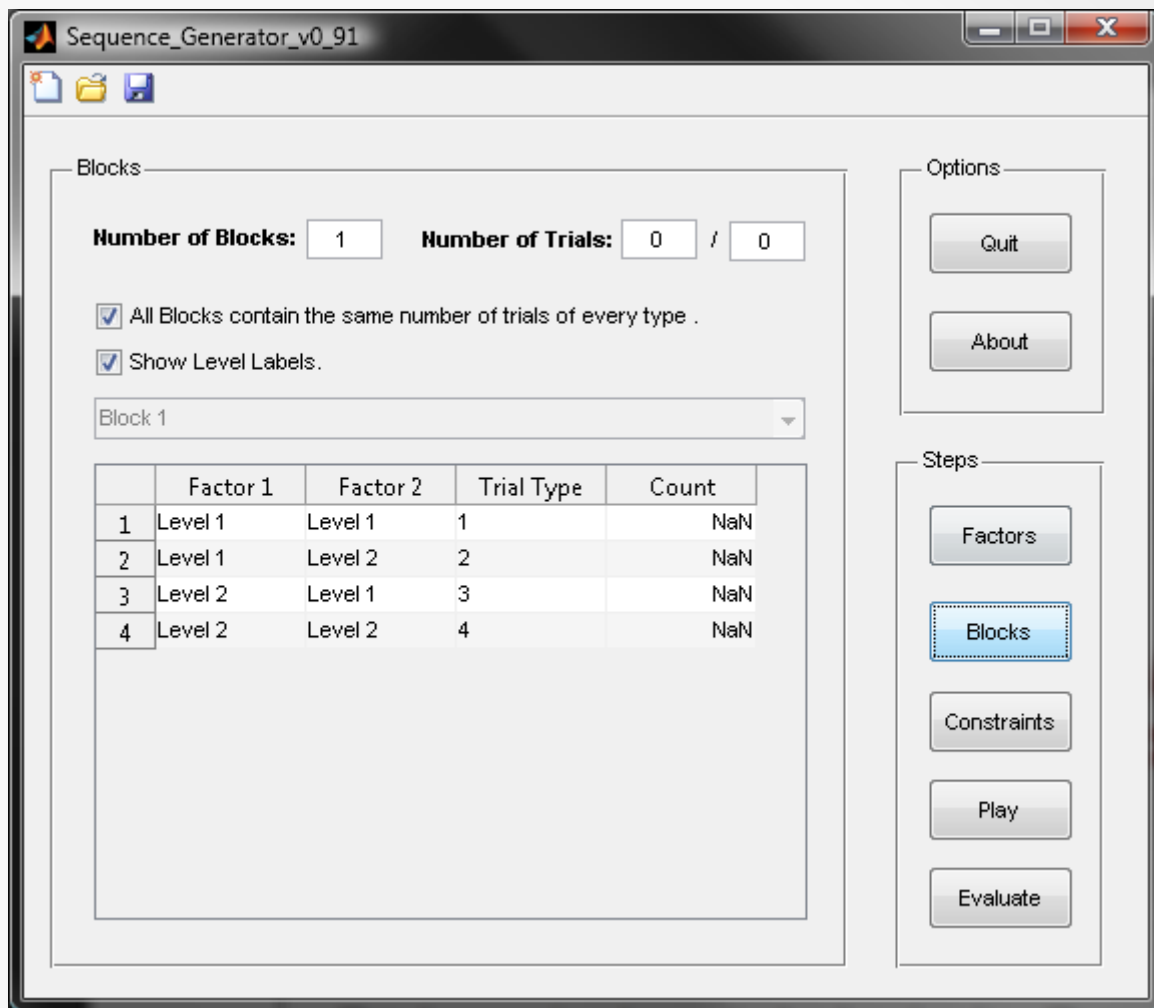 Sequence_Generator_v0_91
Blocks
Number of Blocks: 1 Number of Trials: 0 / 0
All Blocks contain the same number of trials of every type .
Show Level Labels.
Block 1
Factor 1 Factor 2 Trial Type Count
1 Level 1 Level 1 1 NaN
2 Level 1 Level 2 2 NaN
3 Level 2 Level 1 3 NaN
4 Level 2 Level 2 4 NaN
Options
Quit
About
Steps
Factors
Blocks
Constraints
Play
Evaluate